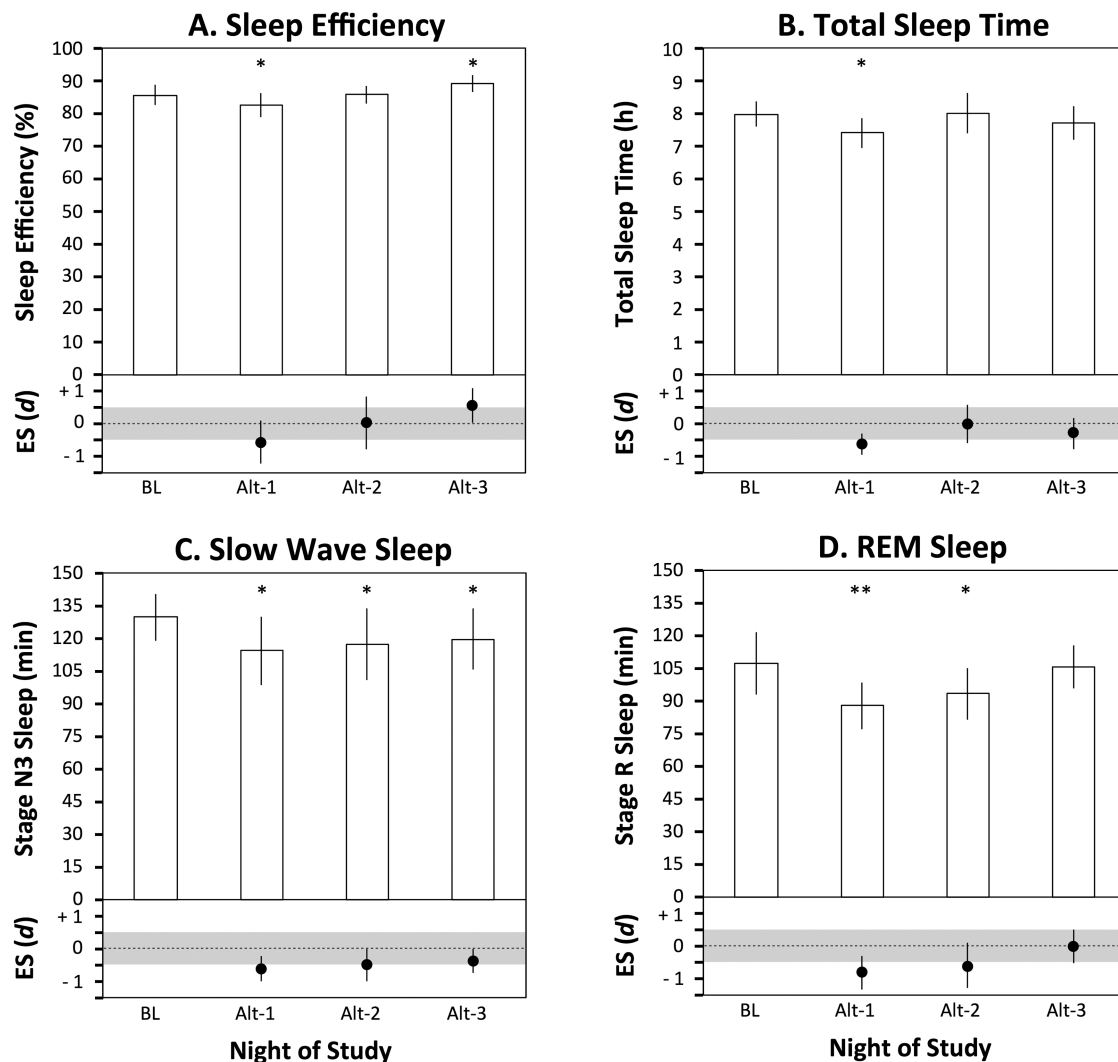 A. Sleep Efficiency
Sleep Efficiency (%)
100
90
80
70
60
50
40
30
20
10
0
*
*
ES (d)
+ 1
0
- 1
BL
Alt-1
Alt-2
Alt-3
B. Total Sleep Time
Total Sleep Time (h)
10
9
8
7
6
5
4
3
2
1
0
*
ES (d)
+ 1
0
- 1
BL
Alt-1
Alt-2
Alt-3
C. Slow Wave Sleep
Stage N3 Sleep (min)
150
135
120
105
90
75
60
45
30
15
0
*
*
*
ES (d)
+ 1
0
- 1
BL
Alt-1
Alt-2
Alt-3
Night of Study
D. REM Sleep
Stage R Sleep (min)
150
135
120
105
90
75
60
45
30
15
0
**
*
ES (d)
+ 1
0
- 1
BL
Alt-1
Alt-2
Alt-3
Night of Study